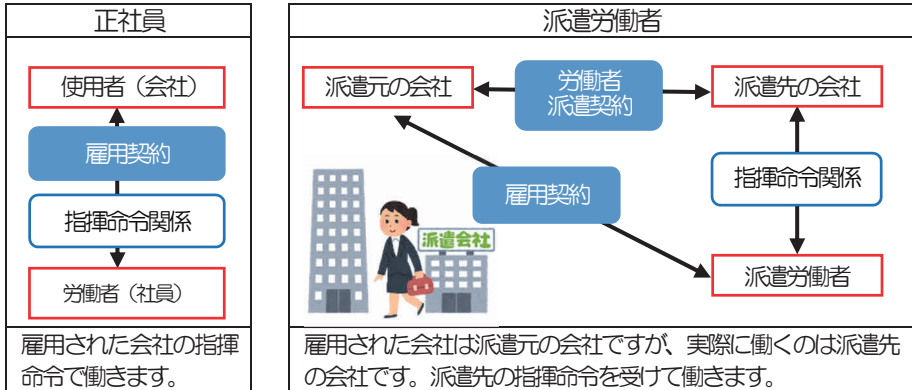 正社員
使用者（会社）
雇用契約
指揮命令関係
労働者（社員）
雇用された会社の指揮
命令で働きます。
派遣労働者
派遣元の会社
労働者
派遣契約
派遣先の会社
雇用契約
指揮命令関係
派遣会社
派遣労働者
雇用された会社は派遣元の会社ですが、実際に働くのは派遣先
の会社です。派遣先の指揮命令を受けて働きます。